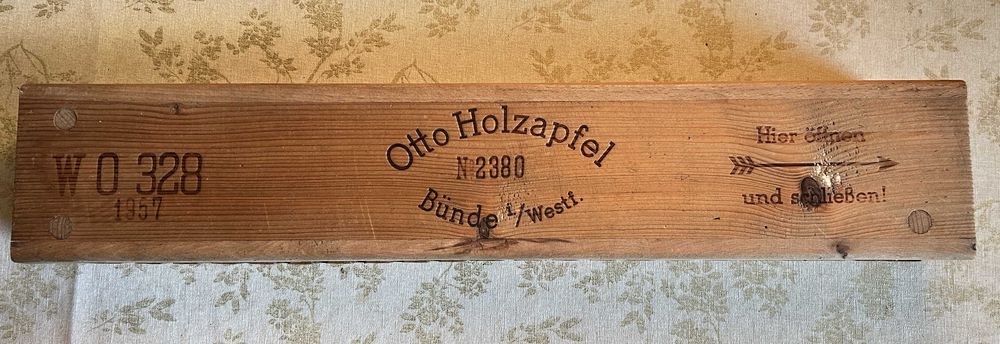 W O 328
1957
Otto Holzapfel
N 2380
Bünde i/Westf.
Hier öffnen
und schließen!